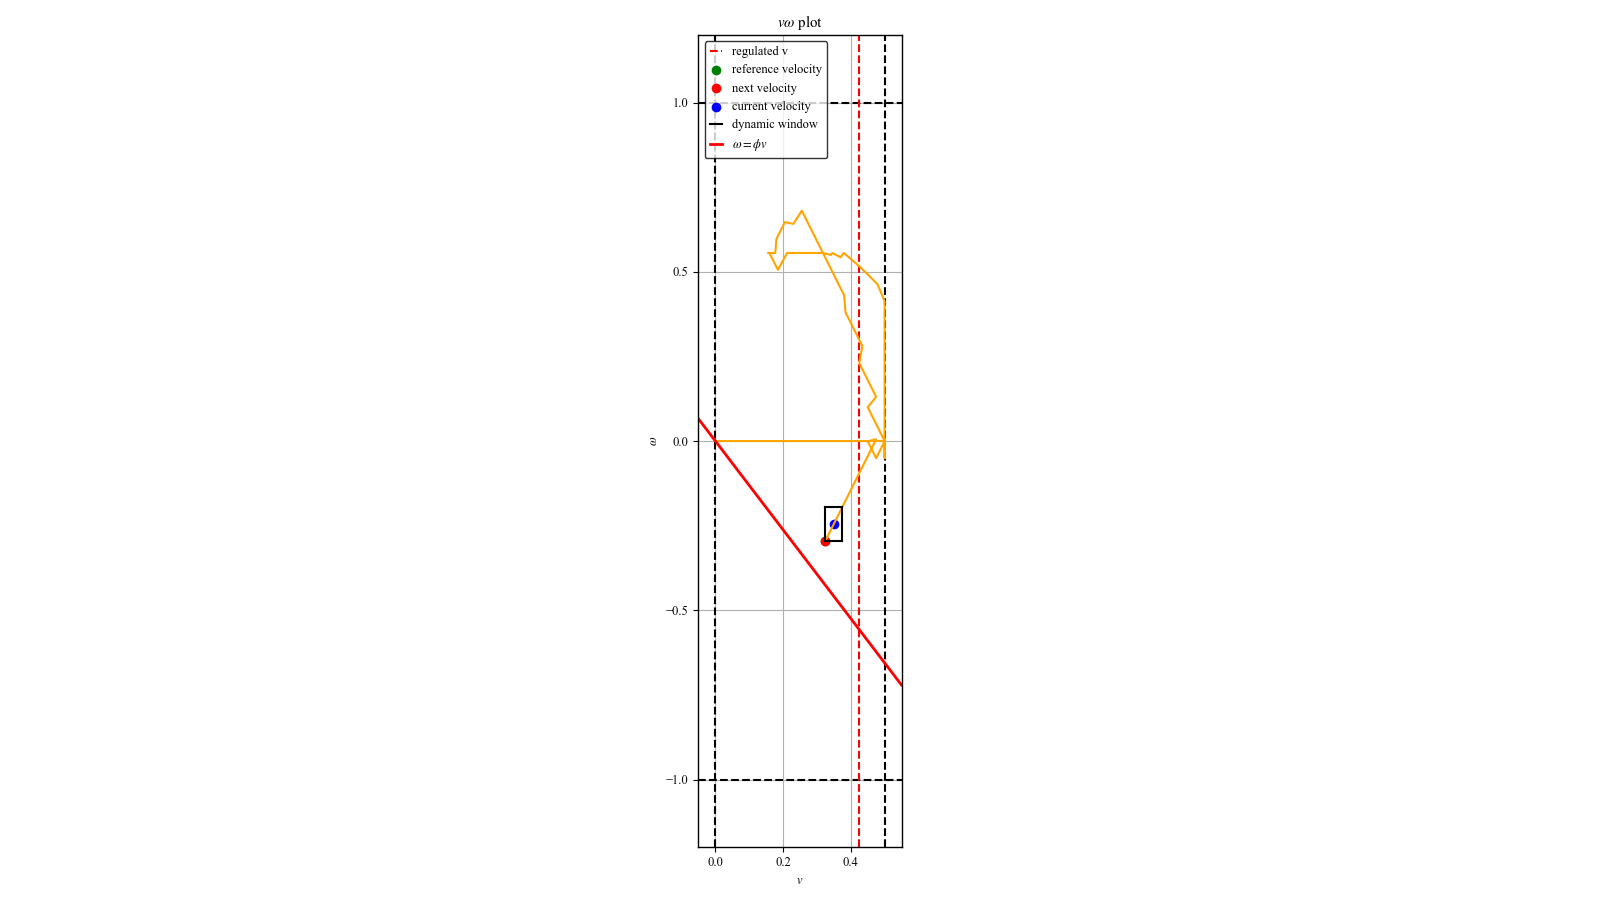 vω plot
regulated v
reference velocity
next velocity
current velocity
dynamic window
ω = ϕv
1.0
0.5
0.0
−0.5
−1.0
ω
0.0 0.2 0.4
v